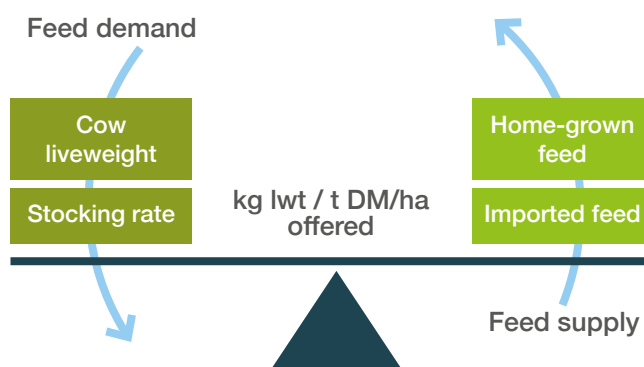 Feed demand
Cow
liveweight
Stocking rate
kg lwt / t DM/ha
offered
Home-grown
feed
Imported feed
Feed supply